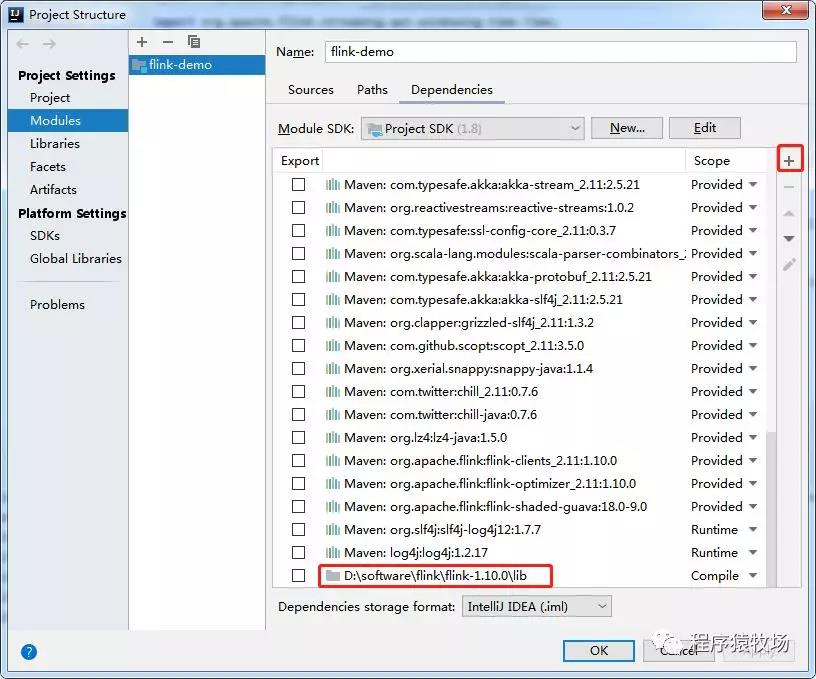 Project Structure
Project Settings
Project
Modules
Libraries
Facets
Artifacts
Platform Settings
SDKs
Global Libraries
Problems
flink-demo
Name: flink-demo
Sources Paths Dependencies
Module SDK: Project SDK (1.8) New... Edit
Export Scope
Maven: com.typesafe.akka:akka-stream_2.11:2.5.21 Provided
Maven: org.reactivestreams:reactive-streams:1.0.2 Provided
Maven: com.typesafe:ssl-config-core_2.11:0.3.7 Provided
Maven: org.scala-lang.modules:scala-parser-combinators_ Provided
Maven: com.typesafe.akka:akka-protobuf_2.11:2.5.21 Provided
Maven: com.typesafe.akka:akka-slf4j_2.11:2.5.21 Provided
Maven: org.clapper:grizzled-slf4j_2.11:1.3.2 Provided
Maven: com.github.scopt:scopt_2.11:3.5.0 Provided
Maven: org.xerial.snappy:snappy-java:1.1.4 Provided
Maven: com.twitter:chill_2.11:0.7.6 Provided
Maven: com.twitter:chill-java:0.7.6 Provided
Maven: org.lz4:lz4-java:1.5.0 Provided
Maven: org.apache.flink:flink-clients_2.11:1.10.0 Provided
Maven: org.apache.flink:flink-optimizer_2.11:1.10.0 Provided
Maven: org.apache.flink:flink-shaded-guava:18.0-9.0 Provided
Maven: org.slf4j:slf4j-log4j12:1.7.7 Runtime
Maven: log4j:log4j:1.2.17 Runtime
D:\software\flink\flink-1.10.0\lib Compile
Dependencies storage format: IntelliJ IDEA (.iml)
OK Cancel Apply
程序猿牧场